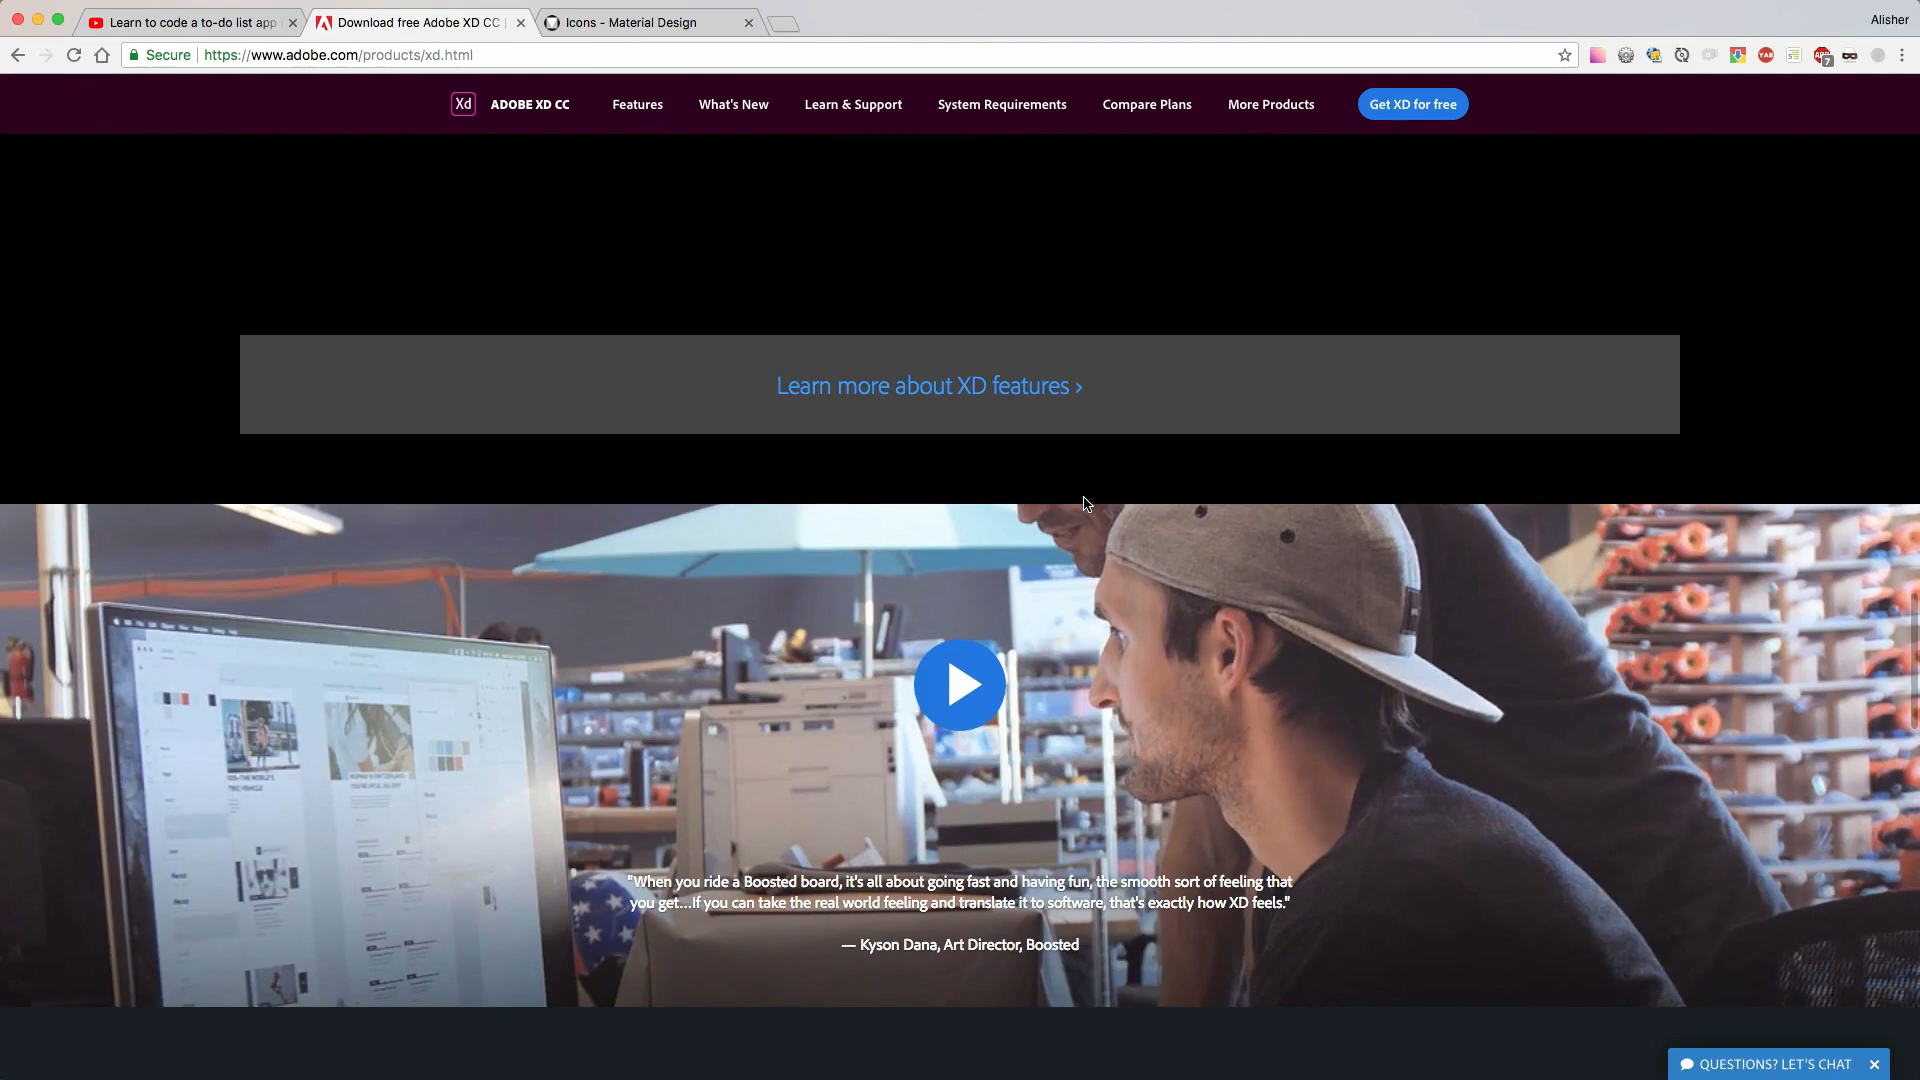 Learn to code a to-do list app
Download free Adobe XD CC |
Icons - Material Design
Alisher
Secure
https://www.adobe.com/products/xd.html
ABP
7
YAB
Xd
ADOBE XD CC
Features
What's New
Learn & Support
System Requirements
Compare Plans
More Products
Get XD for free
Learn more about XD features ›
"When you ride a Boosted board, it's all about going fast and having fun, the smooth sort of feeling that
you get...If you can take the real world feeling and translate it to software, that's exactly how XD feels."
— Kyson Dana, Art Director, Boosted
QUESTIONS? LET'S CHAT